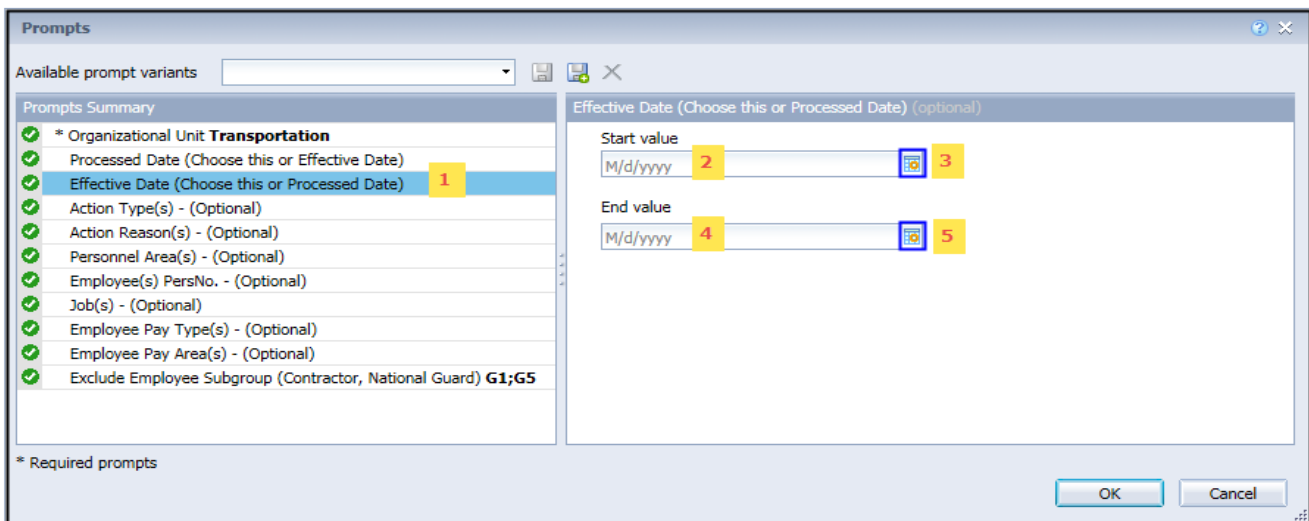 Prompts
Available prompt variants
Prompts Summary
* Organizational Unit Transportation
Processed Date (Choose this or Effective Date)
Effective Date (Choose this or Processed Date) 1
Action Type(s) - (Optional)
Action Reason(s) - (Optional)
Personnel Area(s) - (Optional)
Employee(s) PersNo. - (Optional)
Job(s) - (Optional)
Employee Pay Type(s) - (Optional)
Employee Pay Area(s) - (Optional)
Exclude Employee Subgroup (Contractor, National Guard) G1;G5
* Required prompts
Effective Date (Choose this or Processed Date) (optional)
Start value
M/d/yyyy 2 3
End value
M/d/yyyy 4 5
OK Cancel